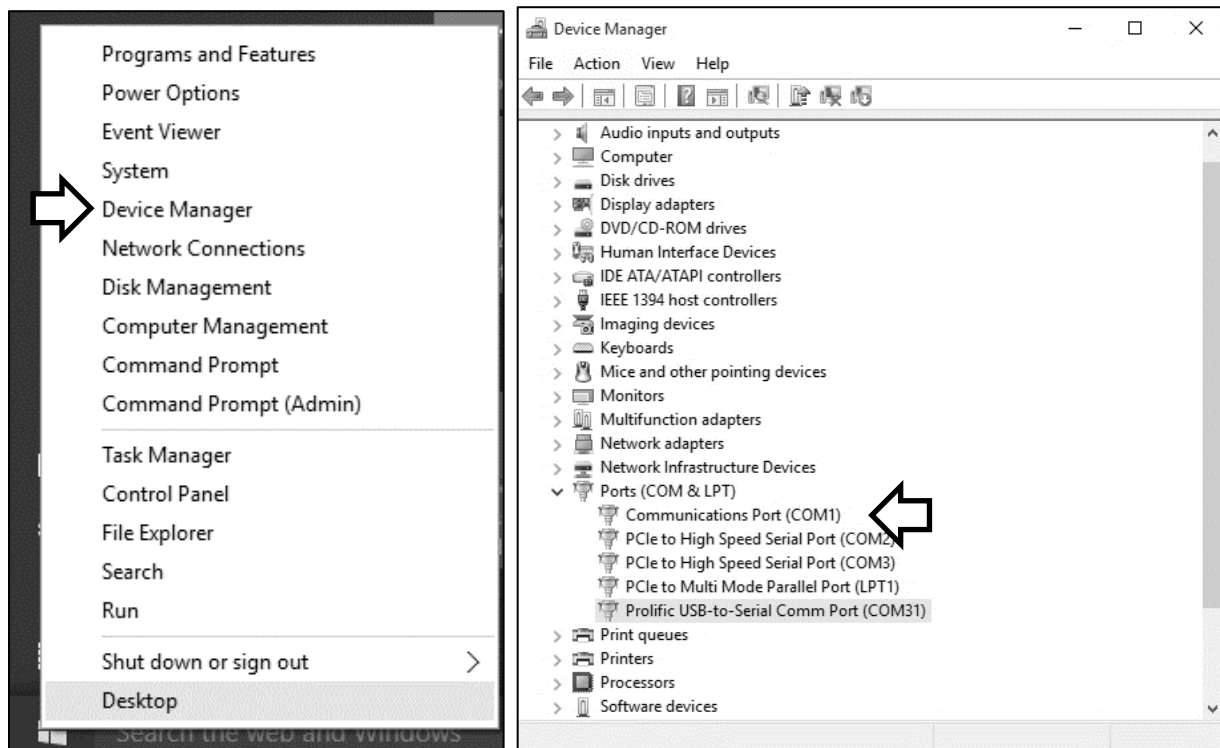 Programs and Features
Power Options
Event Viewer
System
Device Manager
Network Connections
Disk Management
Computer Management
Command Prompt
Command Prompt (Admin)
Task Manager
Control Panel
File Explorer
Search
Run
Shut down or sign out
Desktop
Search the web and Windows
Device Manager
File Action View Help
Audio inputs and outputs
Computer
Disk drives
Display adapters
DVD/CD-ROM drives
Human Interface Devices
IDE ATA/ATAPI controllers
IEEE 1394 host controllers
Imaging devices
Keyboards
Mice and other pointing devices
Monitors
Multifunction adapters
Network adapters
Network Infrastructure Devices
Ports (COM & LPT)
Communications Port (COM1)
PCIe to High Speed Serial Port (COM2)
PCIe to High Speed Serial Port (COM3)
PCIe to Multi Mode Parallel Port (LPT1)
Prolific USB-to-Serial Comm Port (COM31)
Print queues
Printers
Processors
Software devices